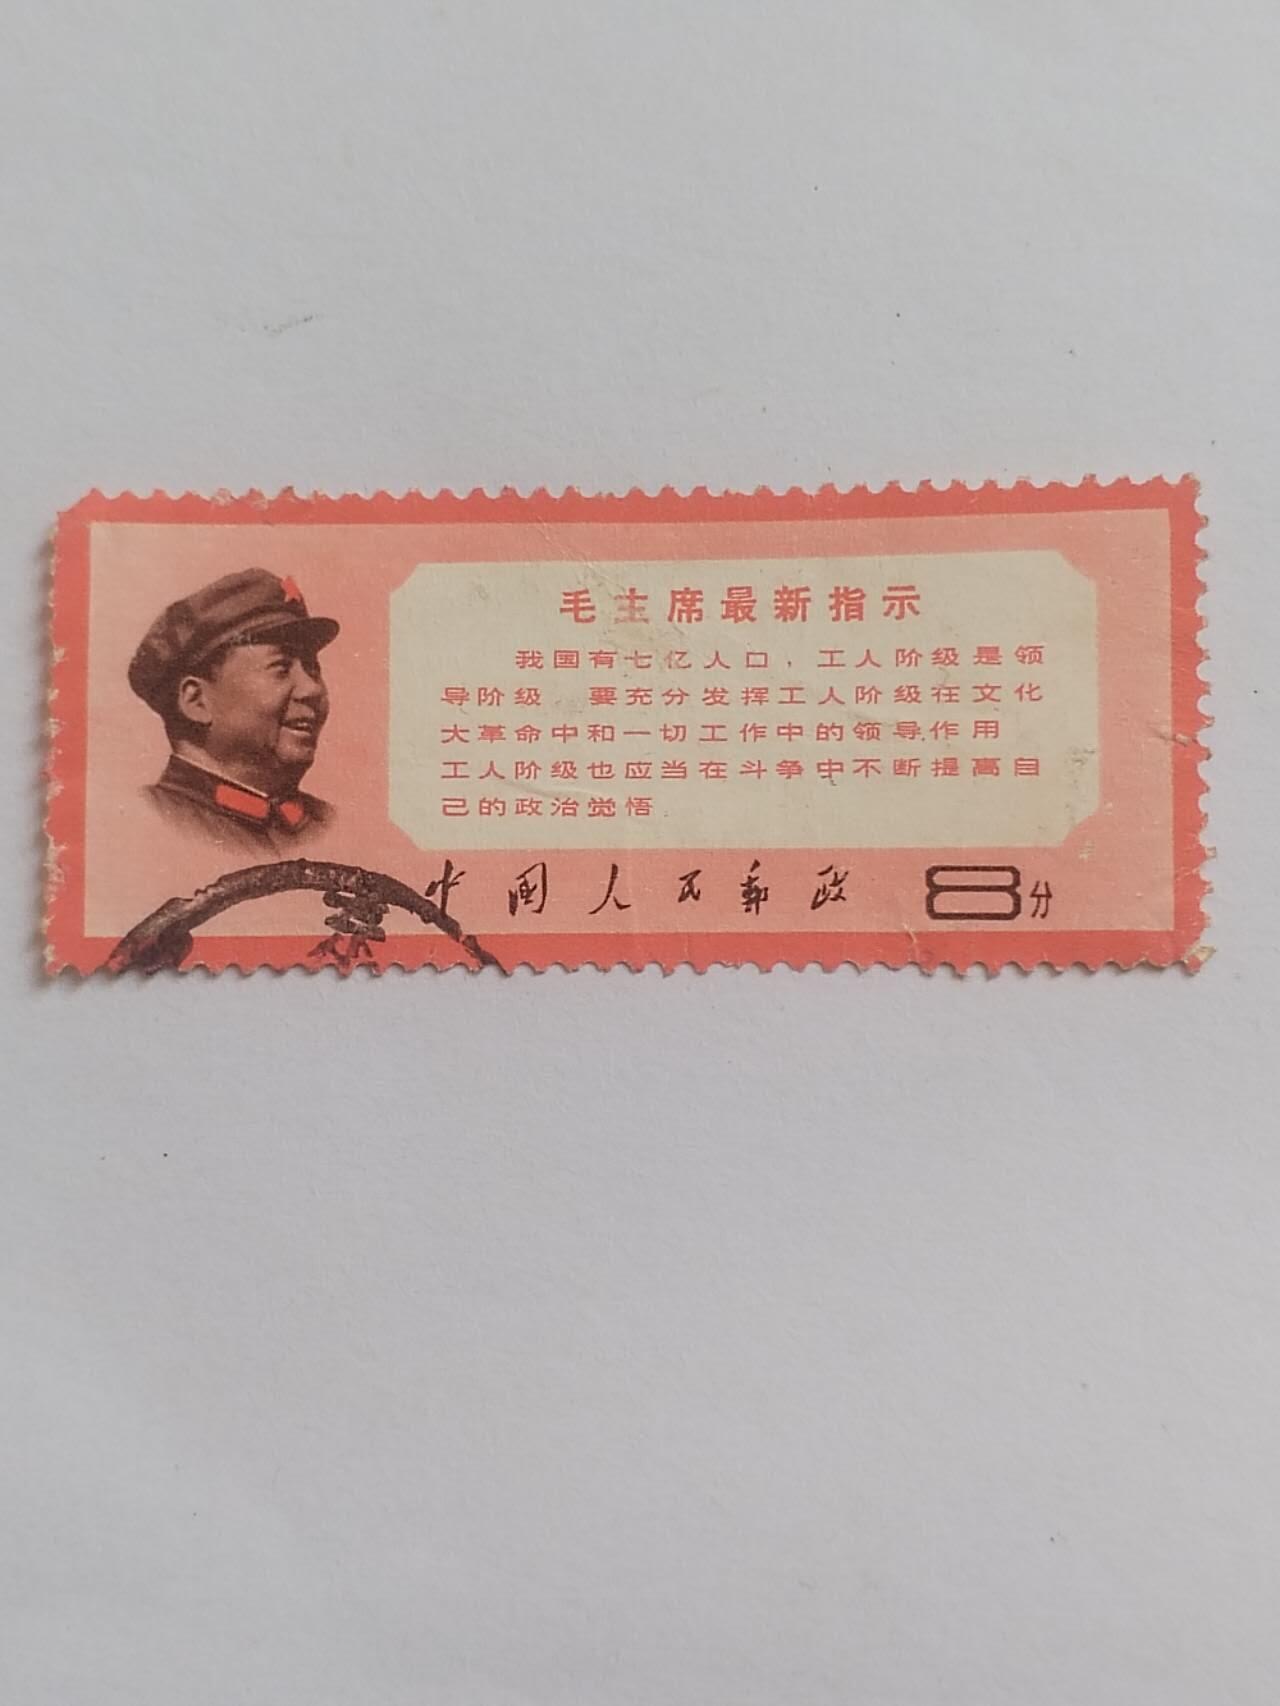 毛主席最新指示
我国有七亿人口,工人阶级是领
导阶级 要充分发挥工人阶级在文化
大革命中和一切工作中的领导作用
工人阶级也应当在斗争中不断提高自
己的政治觉悟
中国人民郵政 8分